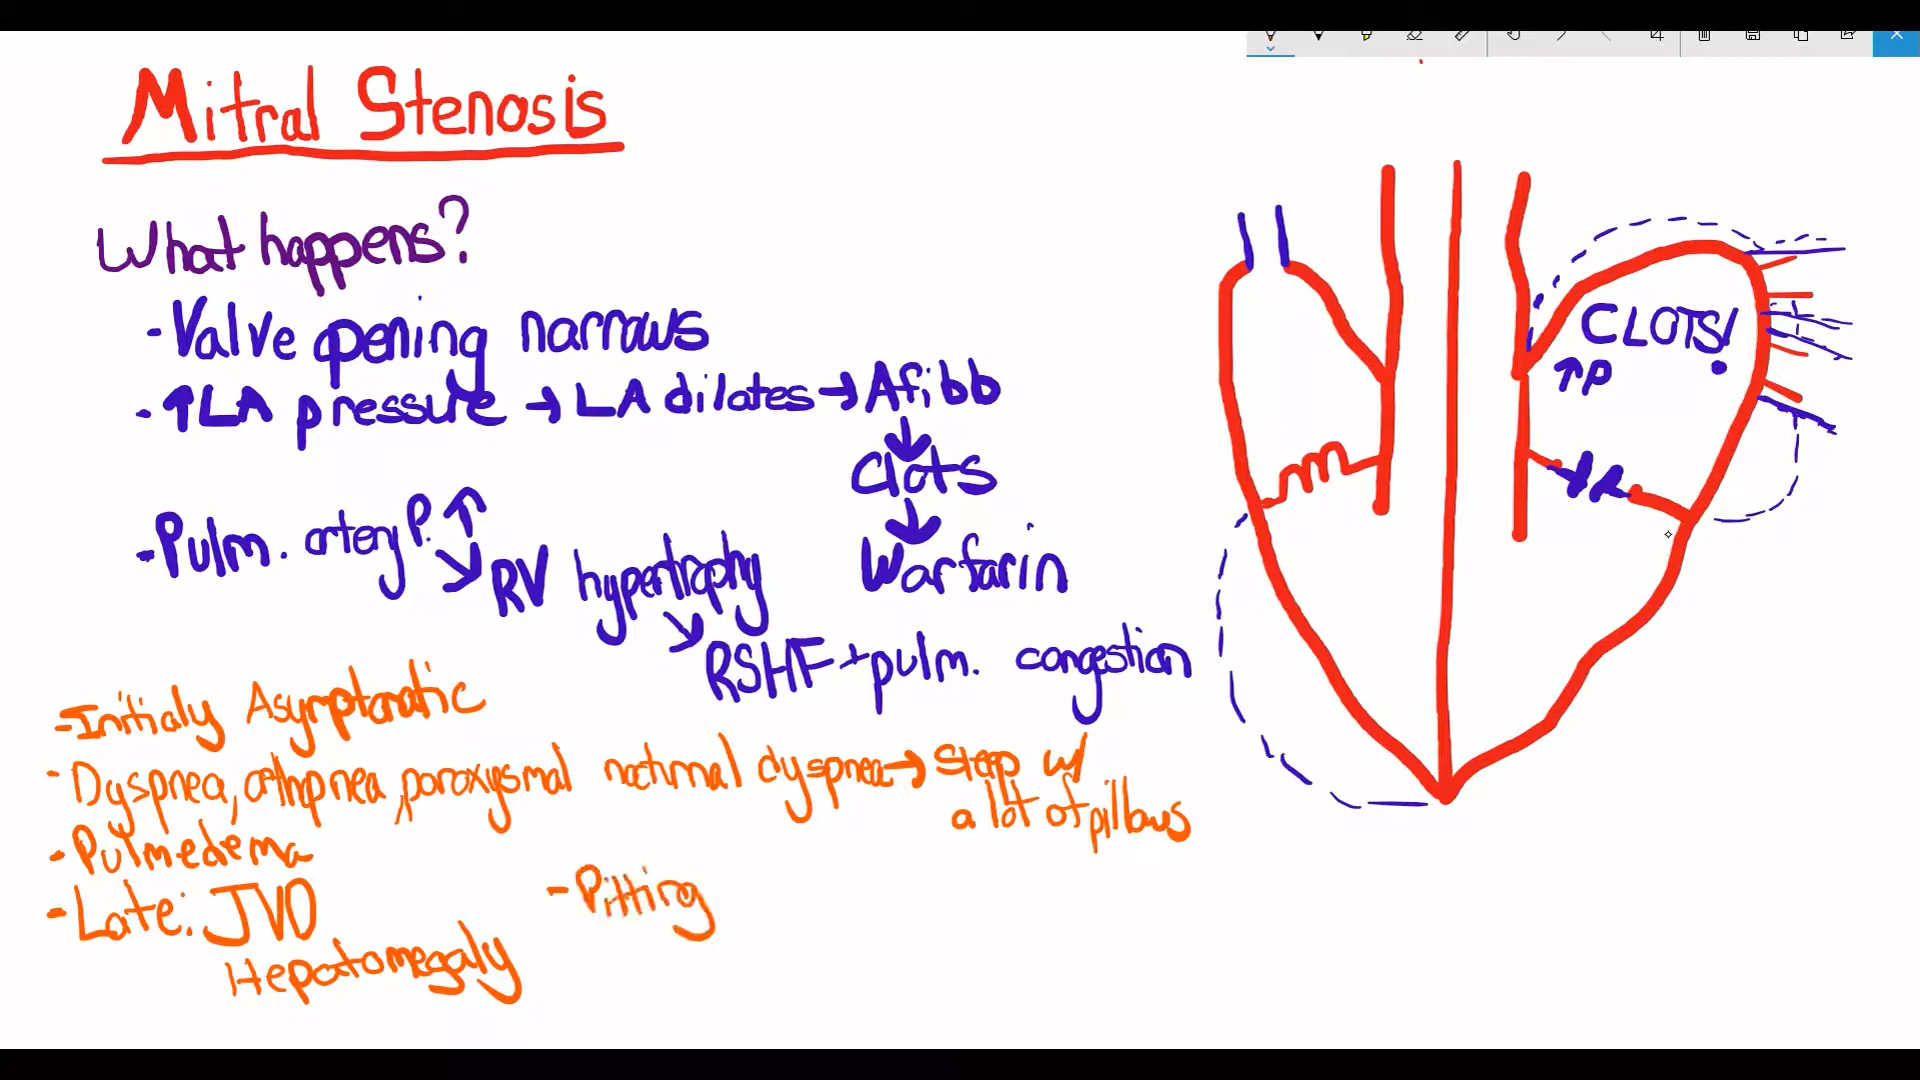 Mitral Stenosis
What happens?
-Valve opening narrows
-↑LA pressure → LA dilates → Afibb
↓
Clots
↓
Warfarin
-Pulm. artery P. ↑
↘ RV hypertrophy
↘ RSHF + pulm. congestion
-Initialy Asymptomatic
-Dyspnea, orthopnea, paroxysmal nocturnal dyspnea → Sleep w/
a lot of pillows
-Pulm edema
-Late: JVD
Hepatomegaly
-Pitting
CLOTS!
↑P